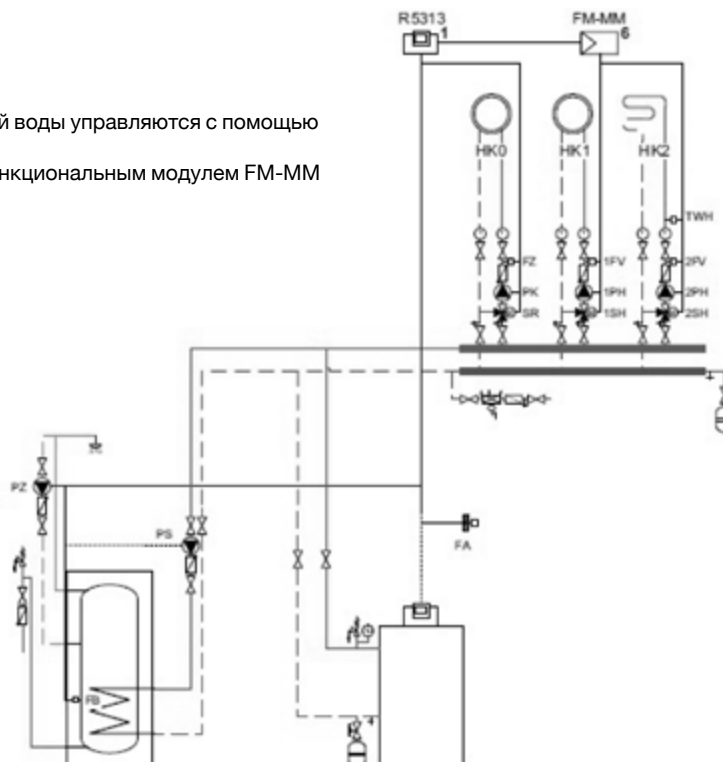 R5313 FM-MM
1 6
й воды управляются с помощью
нкциональным модулем FM-MM
HK0 HK1 HK2
TWH
FZ 1FV 2FV
PK 1PH 2PH
SR 1SH 2SH
PZ
PS
FA
FB